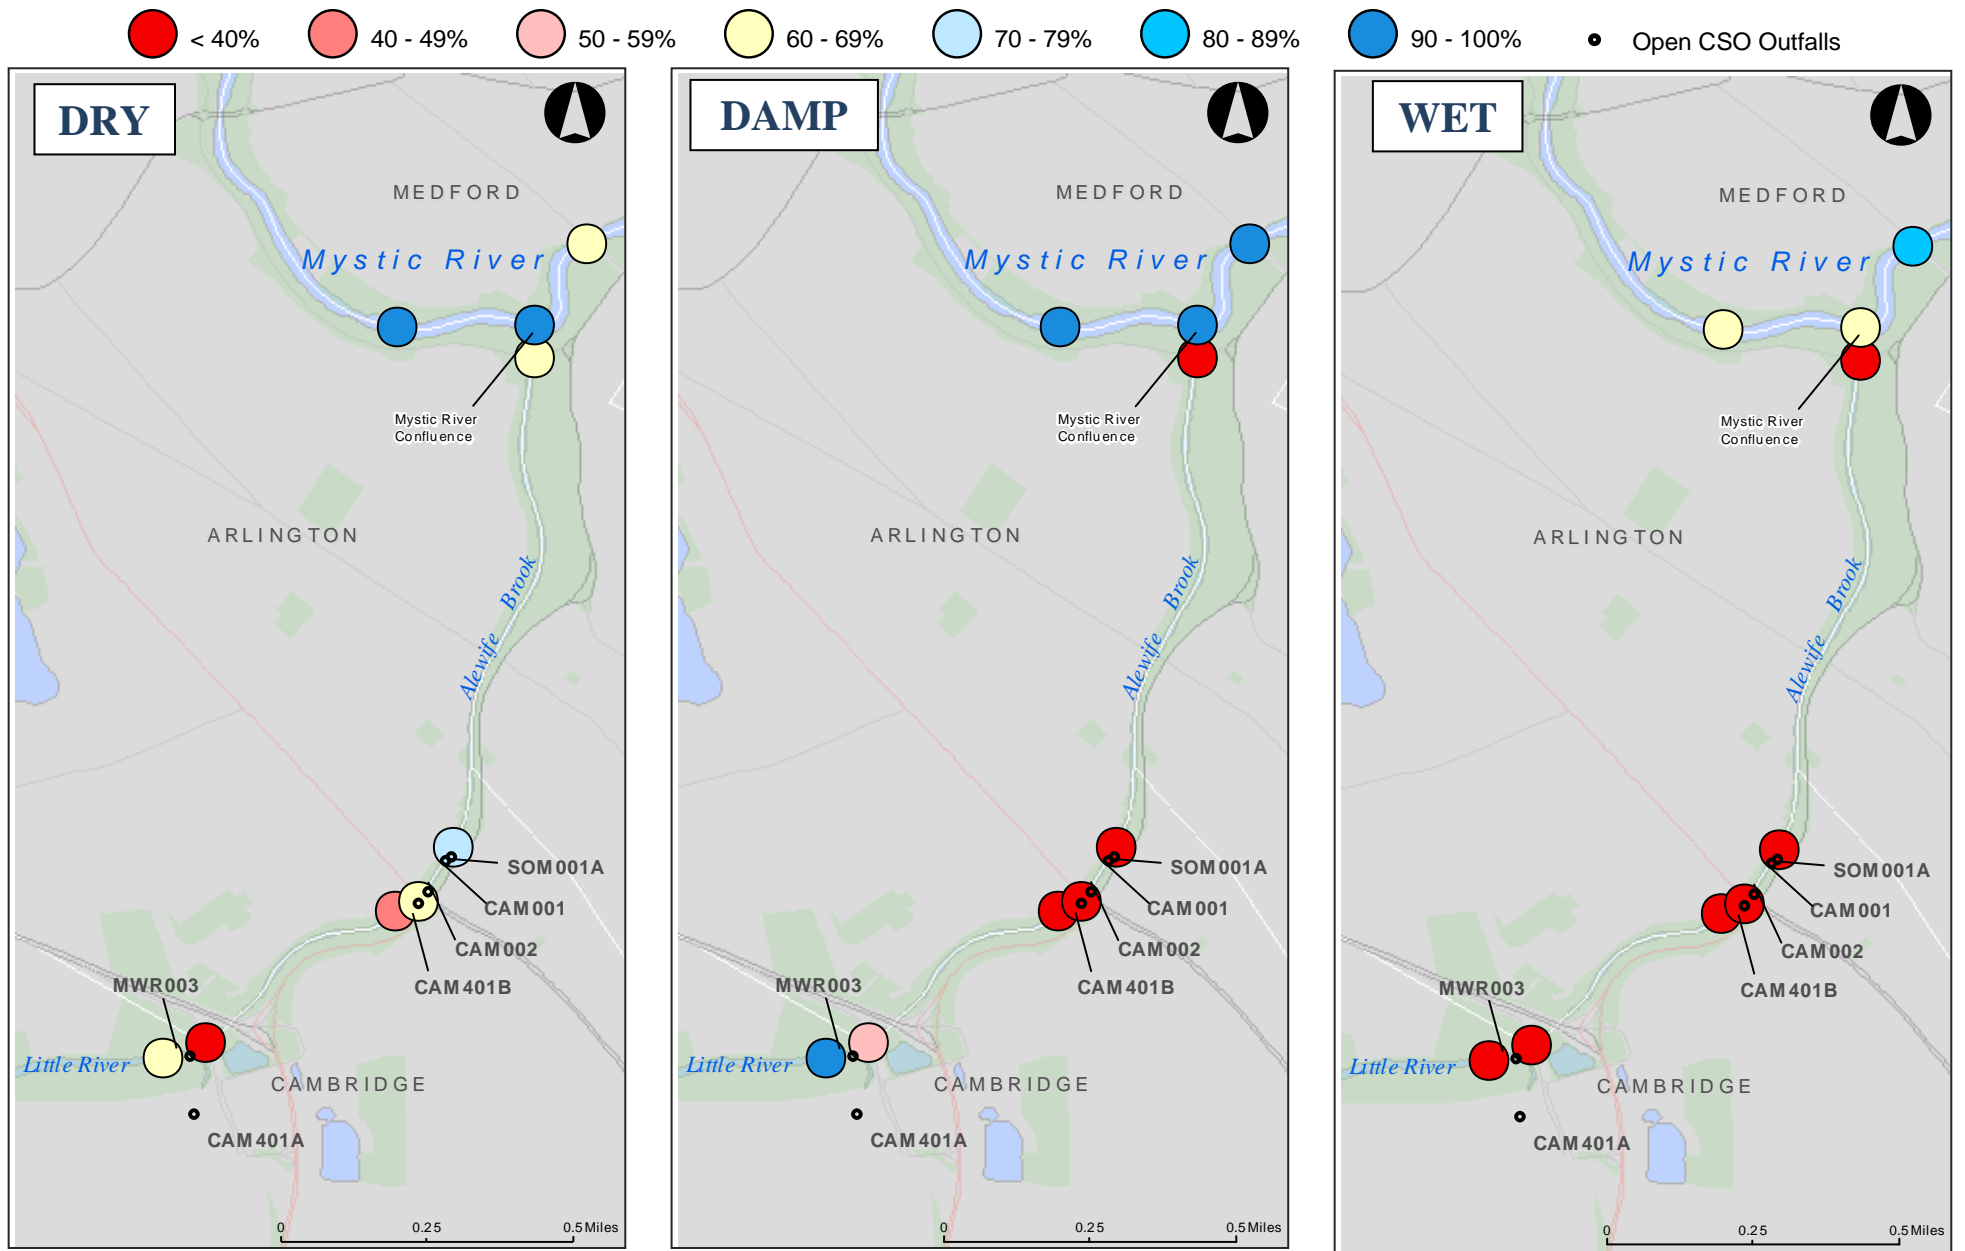 < 40%
40 - 49%
50 - 59%
60 - 69%
70 - 79%
80 - 89%
90 - 100%
Open CSO Outfalls
DRY
MEDFORD
Mystic River
Mystic River
Confluence
ARLINGTON
Alewife Brook
SOM001A
CAM001
CAM002
CAM401B
MWR003
Little River
CAMBRIDGE
CAM401A
0 0.25 0.5 Miles
DAMP
MEDFORD
Mystic River
Mystic River
Confluence
ARLINGTON
Alewife Brook
SOM001A
CAM001
CAM002
CAM401B
MWR003
Little River
CAMBRIDGE
CAM401A
0 0.25 0.5 Miles
WET
MEDFORD
Mystic River
Mystic River
Confluence
ARLINGTON
Alewife Brook
SOM001A
CAM001
CAM002
CAM401B
MWR003
Little River
CAMBRIDGE
CAM401A
0 0.25 0.5 Miles